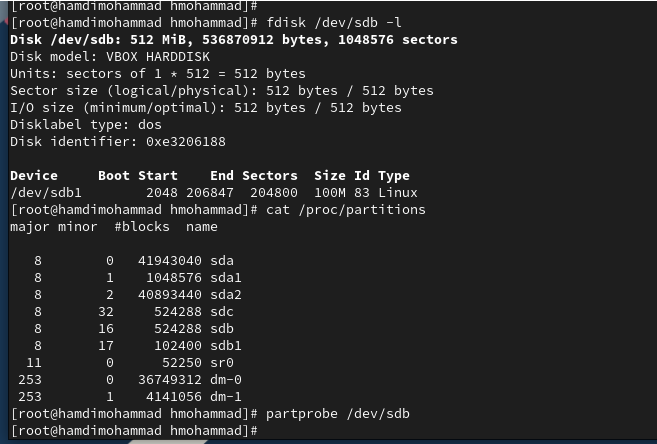 [root@hamdimohammad hmohammad]#
[root@hamdimohammad hmohammad]# fdisk /dev/sdb -l
Disk /dev/sdb: 512 MiB, 536870912 bytes, 1048576 sectors
Disk model: VBOX HARDDISK
Units: sectors of 1 * 512 = 512 bytes
Sector size (logical/physical): 512 bytes / 512 bytes
I/O size (minimum/optimal): 512 bytes / 512 bytes
Disklabel type: dos
Disk identifier: 0xe3206188
Device     Boot Start    End Sectors  Size Id Type
/dev/sdb1        2048 206847  204800  100M 83 Linux
[root@hamdimohammad hmohammad]# cat /proc/partitions
major minor  #blocks  name
   8        0   41943040 sda
   8        1    1048576 sda1
   8        2   40893440 sda2
   8       32     524288 sdc
   8       16     524288 sdb
   8       17     102400 sdb1
  11        0      52250 sr0
 253        0   36749312 dm-0
 253        1    4141056 dm-1
[root@hamdimohammad hmohammad]# partprobe /dev/sdb
[root@hamdimohammad hmohammad]#